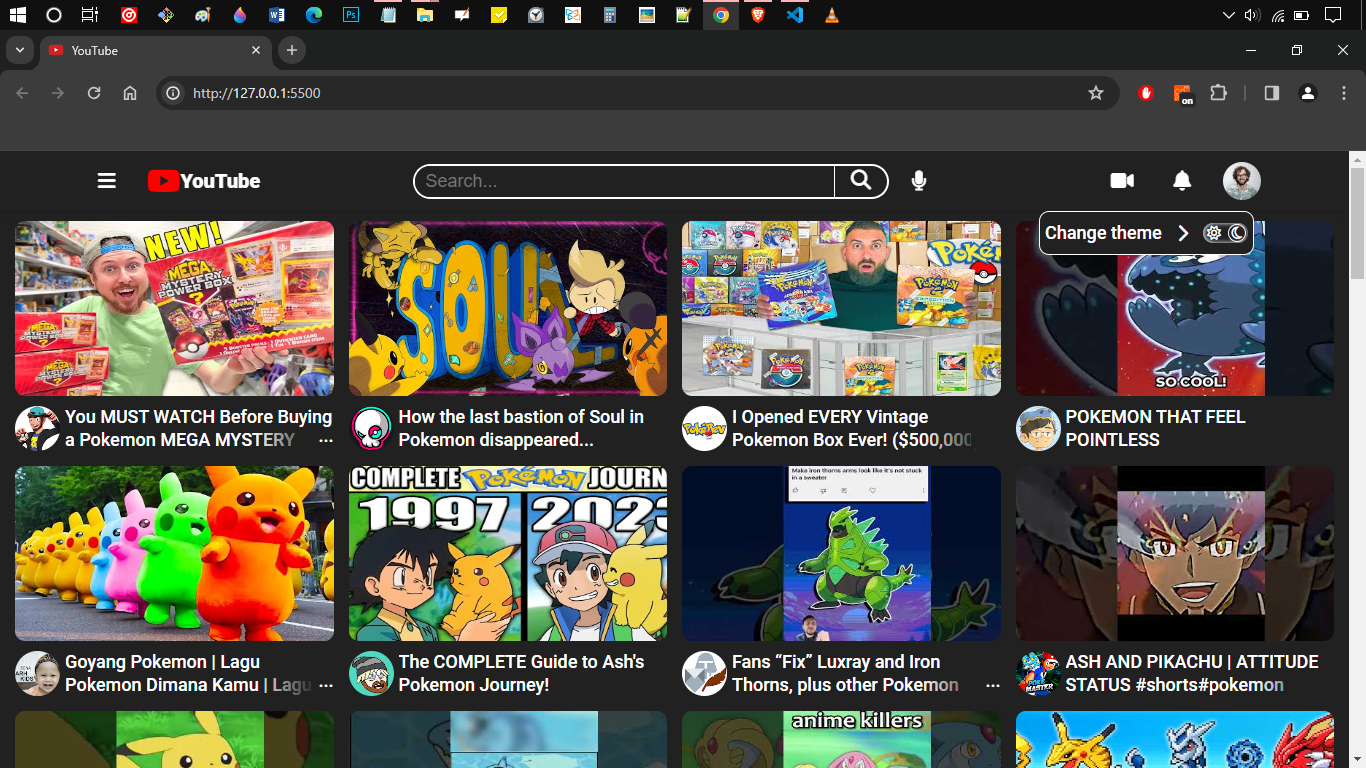 YouTube
on
http://127.0.0.1:5500
YouTube
Search...
Change theme
NEW!
MEGA
MYSTERY
POWER BOX
SOUL
Pokémon
SO COOL!
You MUST WATCH Before Buying
a Pokemon MEGA MYSTERY
How the last bastion of Soul in
Pokemon disappeared...
I Opened EVERY Vintage
Pokemon Box Ever! ($500,000
POKEMON THAT FEEL
POINTLESS
COMPLETE Pokémon JOURN
1997
202
Make iron thorns arms look like it's not stuck
in a sweater
Goyang Pokemon | Lagu
Pokemon Dimana Kamu | Lagu
The COMPLETE Guide to Ash's
Pokemon Journey!
Fans “Fix” Luxray and Iron
Thorns, plus other Pokemon
POKE
MASTER
ASH AND PIKACHU | ATTITUDE
STATUS #shorts#pokemon
anime killers